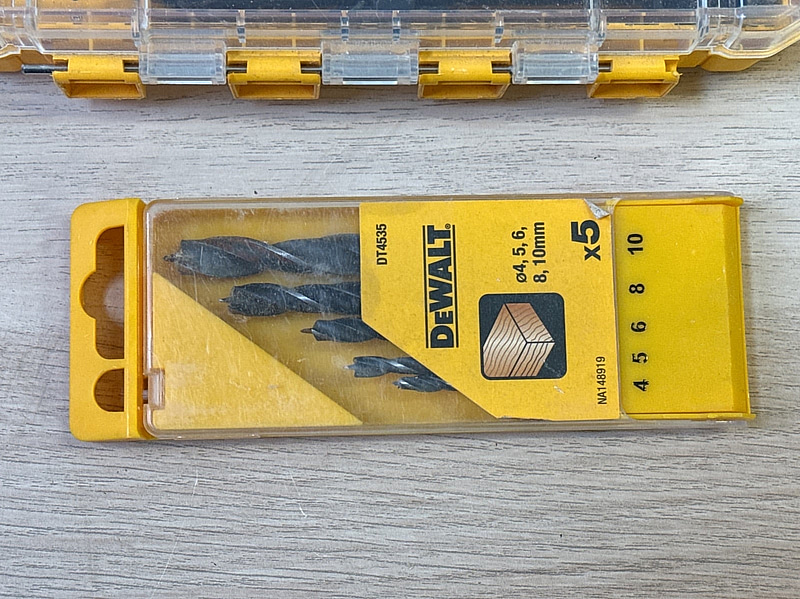 DT4535
DEWALT®
ø4, 5, 6,
8, 10mm
x5
NA148919
4 5 6 8 10